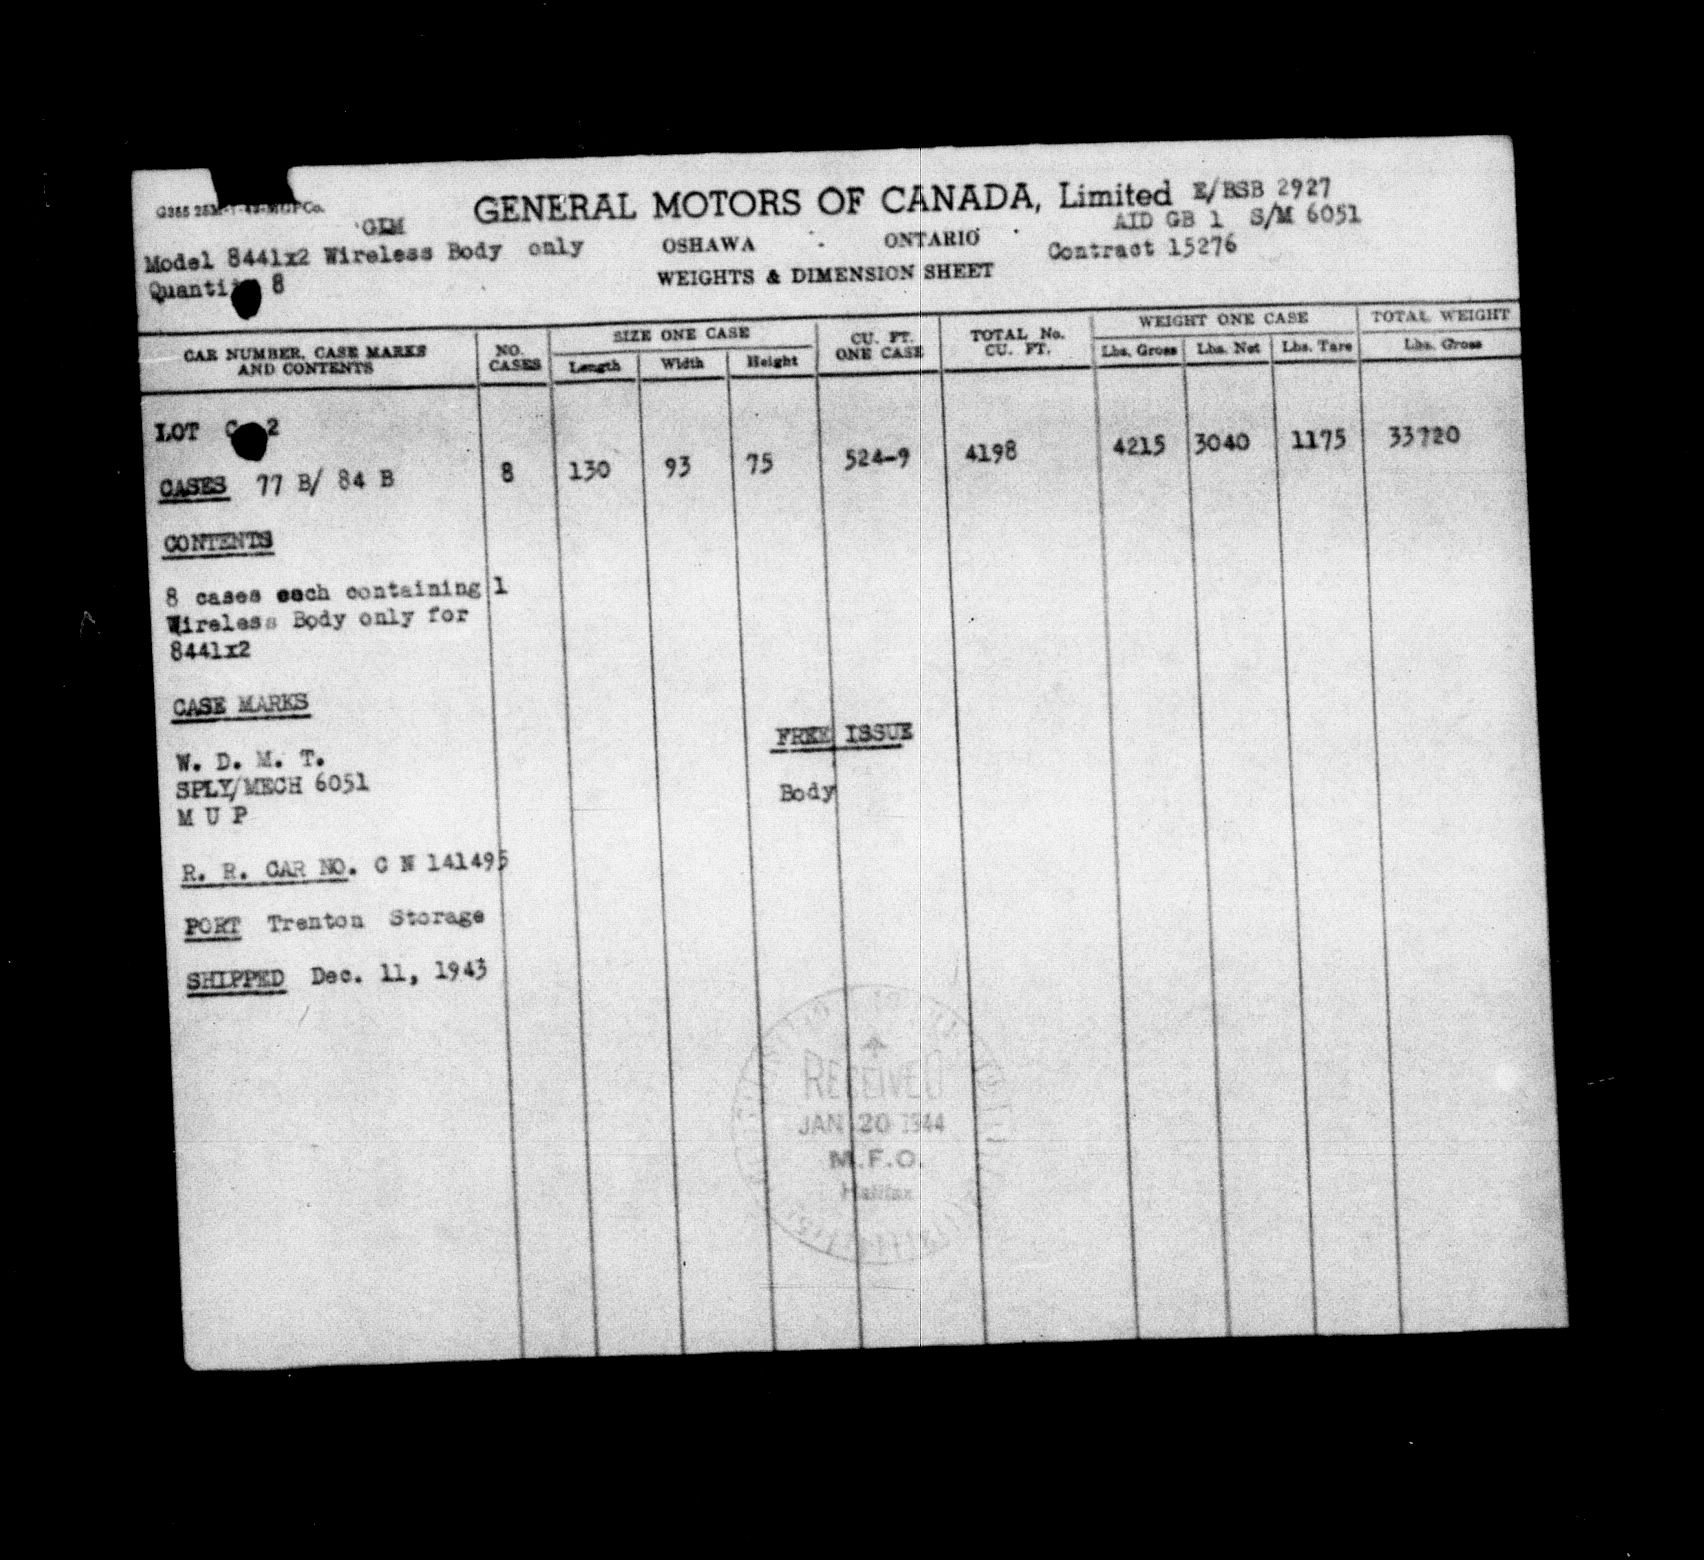 GENERAL MOTORS OF CANADA, Limited E/BSB 2927
AID GB 1 S/M 6051
GIM
Model 8441x2 Wireless Body only OSHAWA - ONTARIO Contract 15276
Quanti 8 WEIGHTS & DIMENSION SHEET
CAR NUMBER, CASE MARKS AND CONTENTS
NO. CASES
SIZE ONE CASE
Length Width Height
CU. FT. ONE CASE
TOTAL No. CU. FT.
WEIGHT ONE CASE
Lbs. Gross Lbs. Net Lbs. Tare
TOTAL WEIGHT
Lbs. Gross
LOT C 2
CASES 77 B/ 84 B 8 130 93 75 524-9 4198 4215 3040 1175 33720
CONTENTS
8 cases each containing 1
Wireless Body only for
8441x2
CASE MARKS
FREE ISSUE
W. D. M. T.
SPLY/MECH 6051
Body
M U P
R. R. CAR NO. C N 141495
PORT Trenton Storage
SHIPPED Dec. 11, 1943
RECEIVED
JAN 20 1944
M.F.O.
Halifax